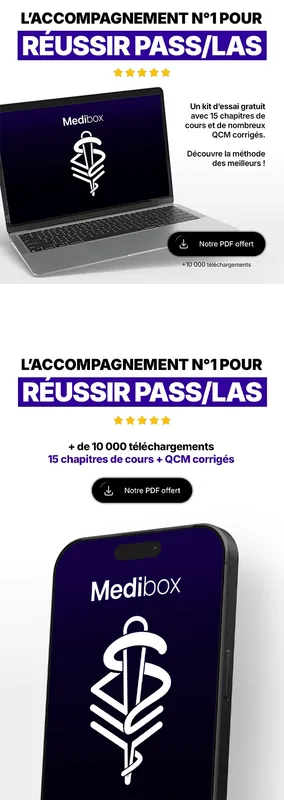 L'ACCOMPAGNEMENT N°1 POUR
RÉUSSIR PASS/LAS
Medibox
Un kit d'essai gratuit
avec 15 chapitres de
cours et de nombreux
QCM corrigés.
Découvre la méthode
des meilleurs !
Notre PDF offert
+10 000 téléchargements
L'ACCOMPAGNEMENT N°1 POUR
RÉUSSIR PASS/LAS
+ de 10 000 téléchargements
15 chapitres de cours + QCM corrigés
Notre PDF offert
Medibox